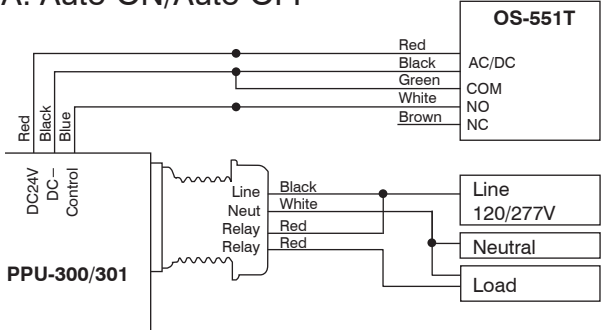 A: Auto ON/Auto OFF
OS-551T
Red
Black
AC/DC
Green
COM
White
NO
Brown
NC
Red
Black
Blue
DC24V
DC−
Control
Line
Black
Line
120/277V
Neut
White
Relay
Red
Neutral
Relay
Red
Load
PPU-300/301